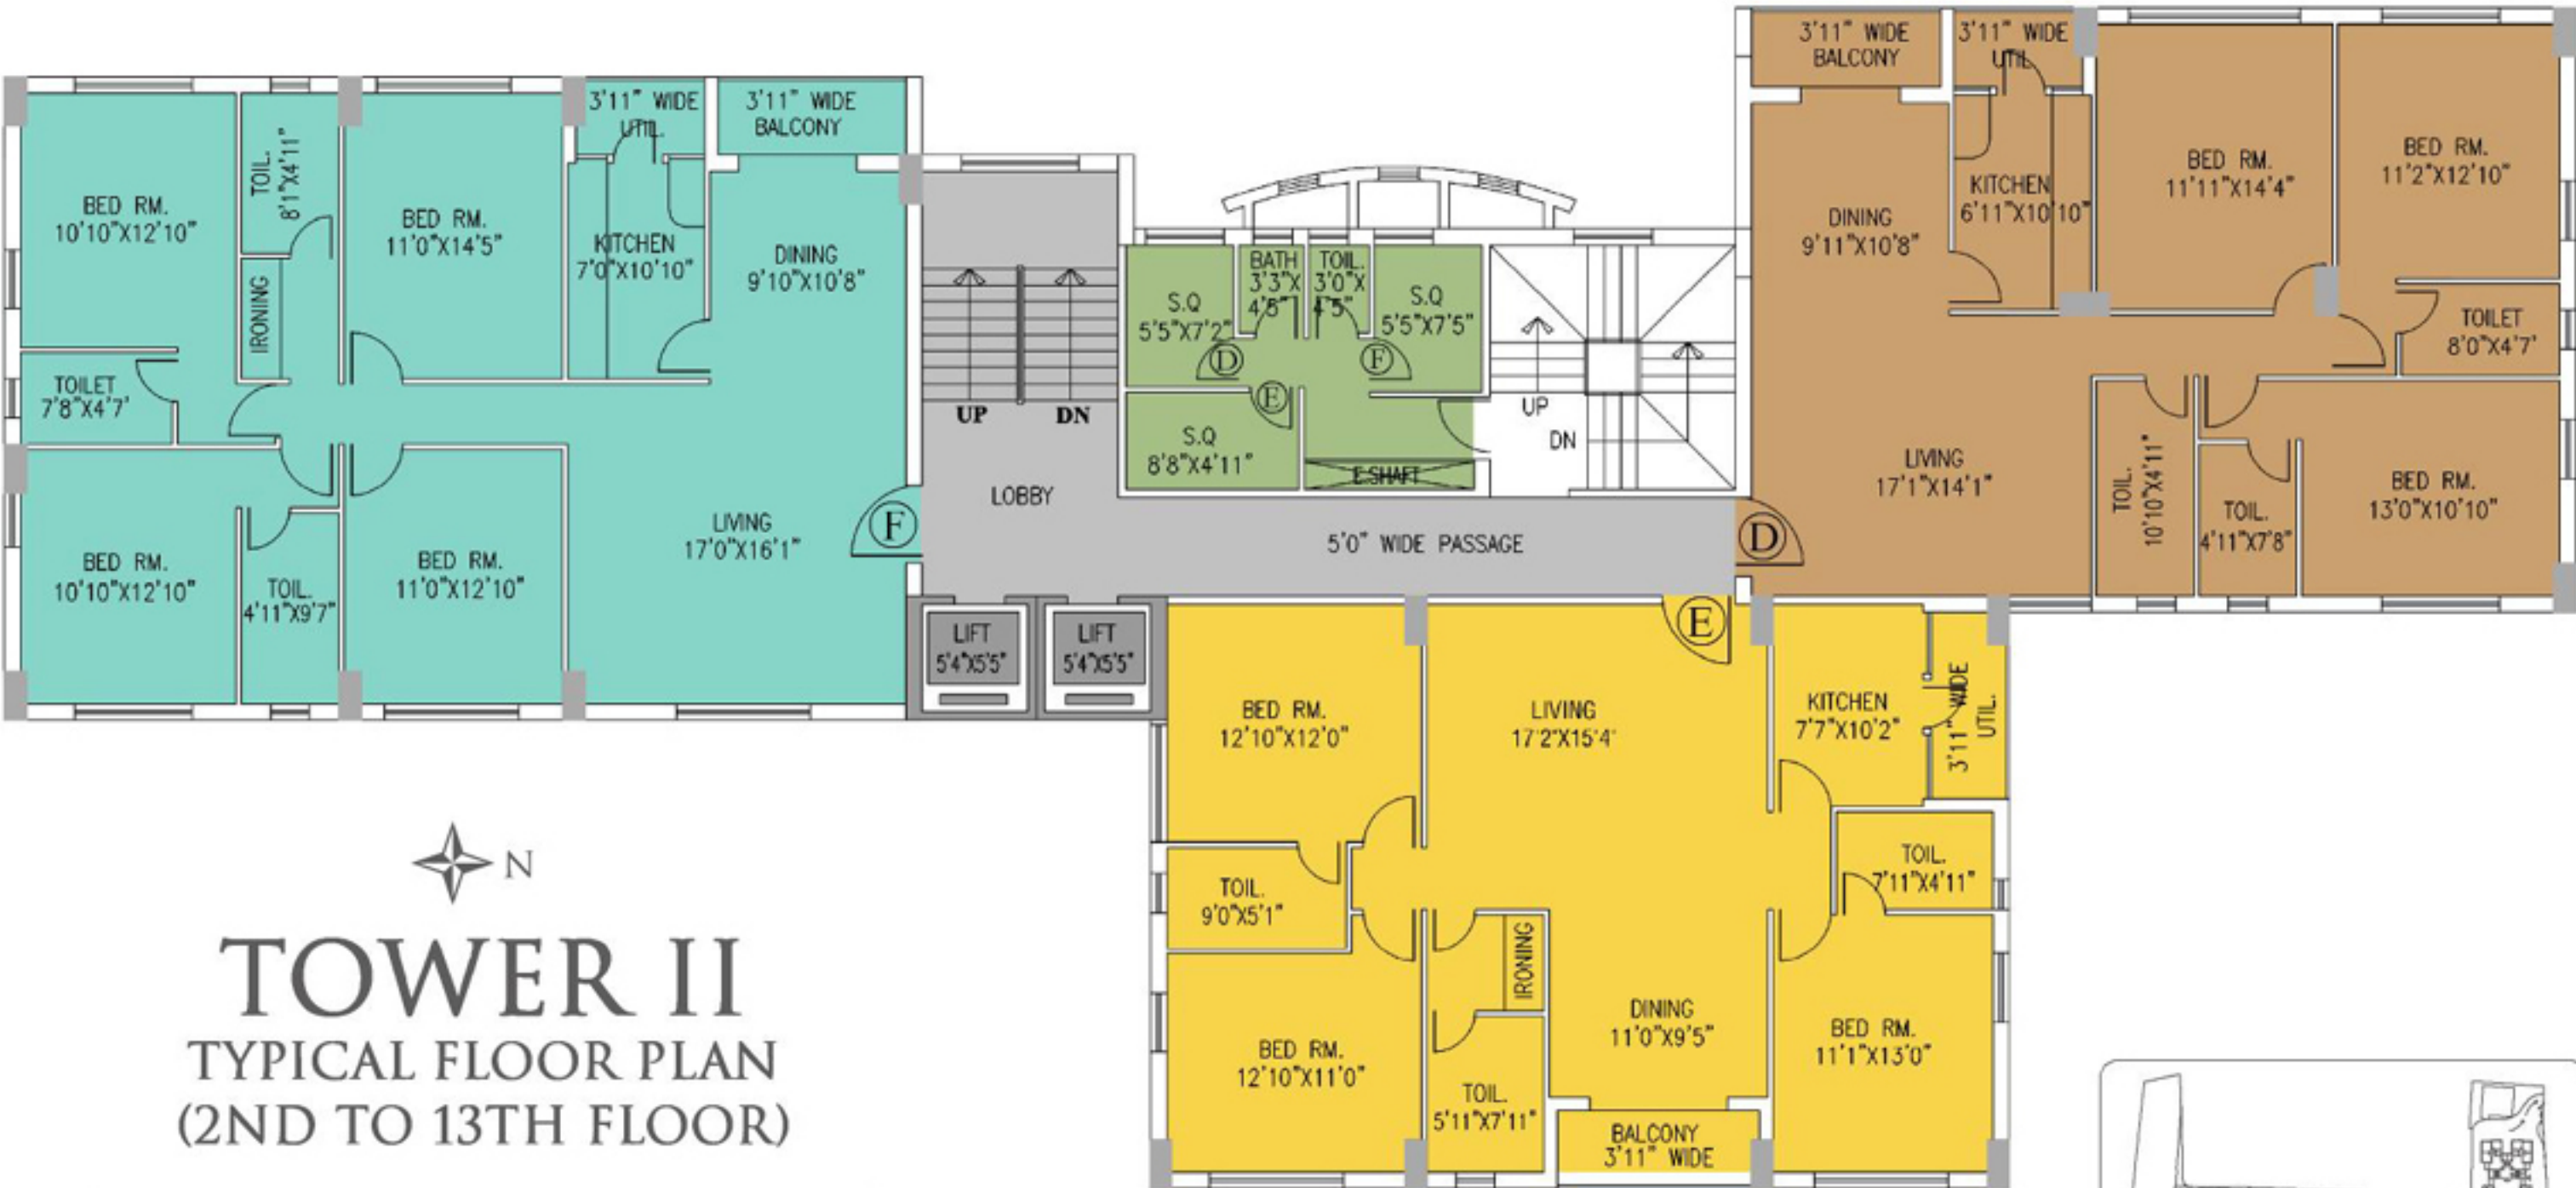 BED RM.
10'10"X12'10"
TOIL.
8'1"X4'11"
IRONING
BED RM.
11'0"X14'5"
3'11" WIDE
UTIL.
KITCHEN
7'0"X10'10"
3'11" WIDE
BALCONY
DINING
9'10"X10'8"
TOILET
7'8"X4'7'
BED RM.
10'10"X12'10"
TOIL.
4'11"X9'7"
BED RM.
11'0"X12'10"
LIVING
17'0"X16'1"
F
UP
DN
LOBBY
LIFT
5'4"X5'5"
LIFT
5'4"X5'5"
S.Q
5'5"X7'2"
D
BATH
3'3"X
4'5"
TOIL.
3'0"X
4'5"
S.Q
5'5"X7'5"
F
E
S.Q
8'8"X4'11"
E.SHAFT
UP
DN
5'0" WIDE PASSAGE
3'11" WIDE
BALCONY
3'11" WIDE
UTIL.
DINING
9'11"X10'8"
KITCHEN
6'11"X10'10"
BED RM.
11'11"X14'4"
BED RM.
11'2"X12'10"
TOILET
8'0"X4'7'
LIVING
17'1"X14'1"
D
TOIL.
10'10"X4'11"
TOIL.
4'11"X7'8"
BED RM.
13'0"X10'10"
E
BED RM.
12'10"X12'0"
LIVING
17'2"X15'4'
KITCHEN
7'7"X10'2"
3'11" WIDE
UTIL.
TOIL.
9'0"X5'1"
TOIL.
7'11"X4'11"
IRONING
BED RM.
12'10"X11'0"
TOIL.
5'11"X7'11"
DINING
11'0"X9'5"
BALCONY
3'11" WIDE
BED RM.
11'1"X13'0"
N
TOWER II
TYPICAL FLOOR PLAN
(2ND TO 13TH FLOOR)